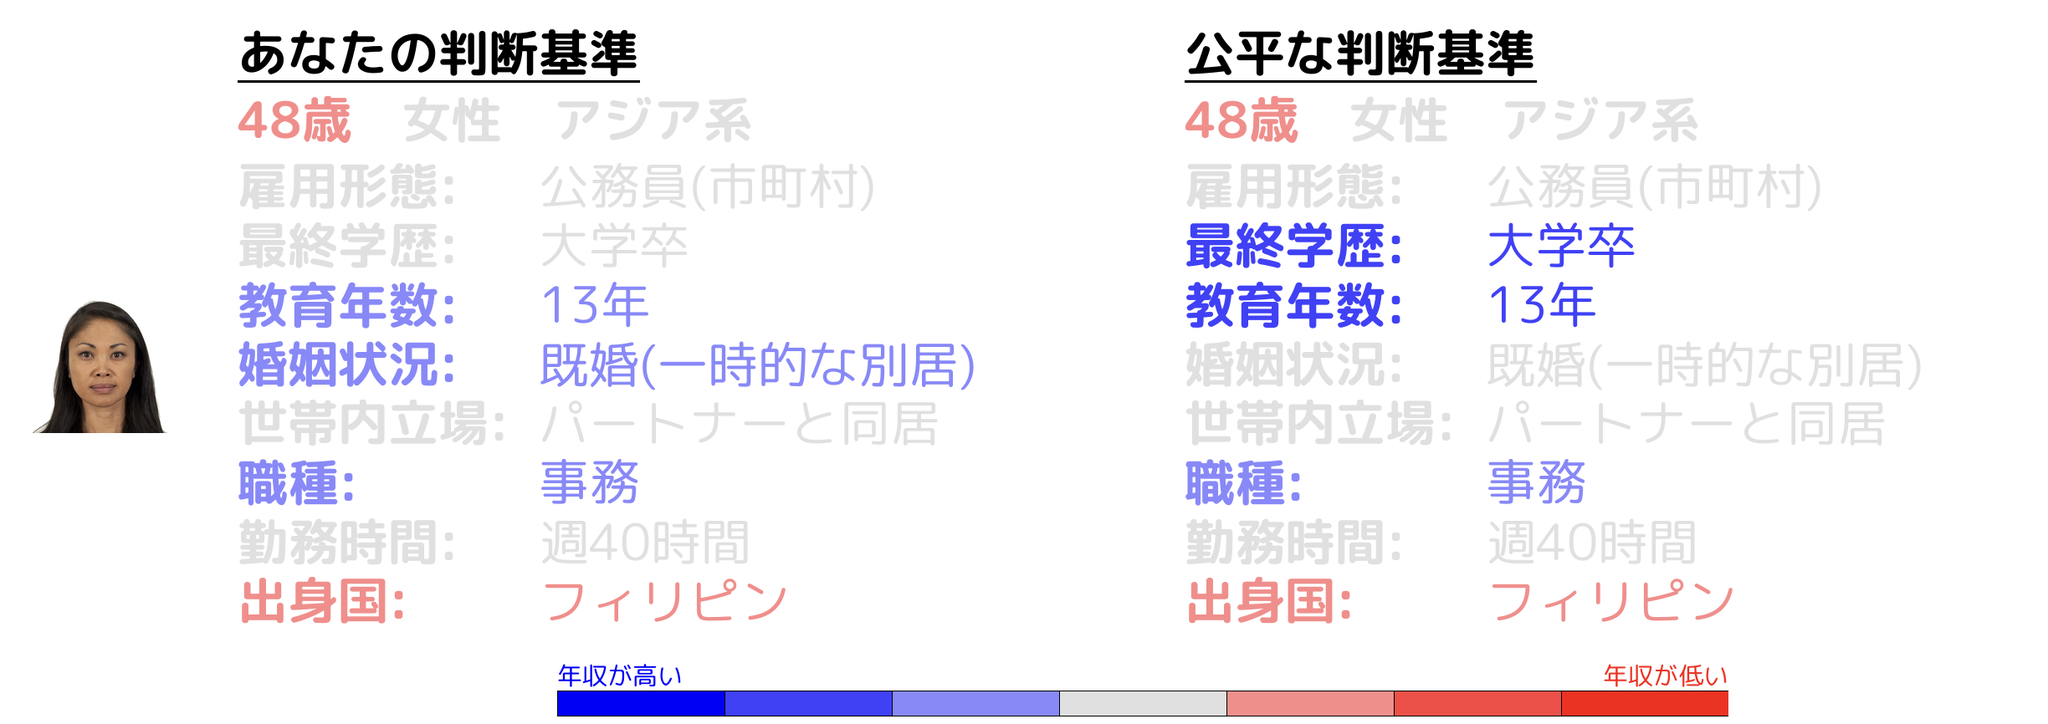 あなたの判断基準
48歳 女性 アジア系
雇用形態: 公務員(市町村)
最終学歴: 大学卒
教育年数: 13年
婚姻状況: 既婚(一時的な別居)
世帯内立場: パートナーと同居
職種: 事務
勤務時間: 週40時間
出身国: フィリピン
公平な判断基準
48歳 女性 アジア系
雇用形態: 公務員(市町村)
最終学歴: 大学卒
教育年数: 13年
婚姻状況: 既婚(一時的な別居)
世帯内立場: パートナーと同居
職種: 事務
勤務時間: 週40時間
出身国: フィリピン
年収が高い
年収が低い